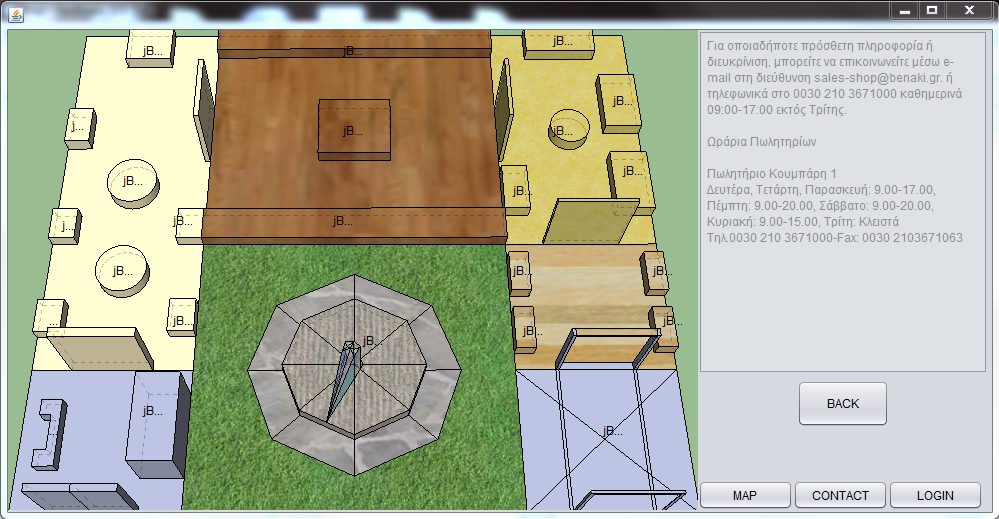 jB...
jB...
jB...
jB...
j...
jB...
jB...
jB...
jB...
jB...
jB...
j...
jB...
jB...
jB...
jB...
jB...
...
jB...
jB...
jB...
jB...
jB...
jB...
Για οποιαδήποτε πρόσθετη πληροφορία ή
διευκρίνιση, μπορείτε να επικοινωνείτε μέσω e-
mail στη διεύθυνση sales-shop@benaki.gr. ή
τηλεφωνικά στο 0030 210 3671000 καθημερινά
09:00-17:00 εκτός Τρίτης.
Ωράρια Πωλητηρίων
Πωλητήριο Κουμπάρη 1
Δευτέρα, Τετάρτη, Παρασκευή: 9.00-17.00,
Πέμπτη: 9.00-20.00, Σάββατο: 9.00-20.00,
Κυριακή: 9.00-15.00, Τρίτη: Κλειστά
Τηλ.0030 210 3671000-Fax: 0030 2103671063
BACK
MAP CONTACT LOGIN